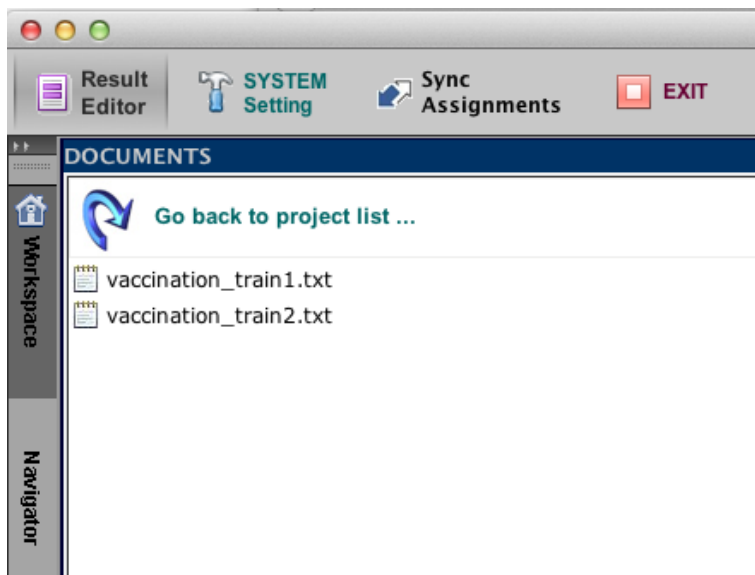 Result
Editor
SYSTEM
Setting
Sync
Assignments
EXIT
DOCUMENTS
Workspace
Go back to project list ...
vaccination_train1.txt
vaccination_train2.txt
Navigator